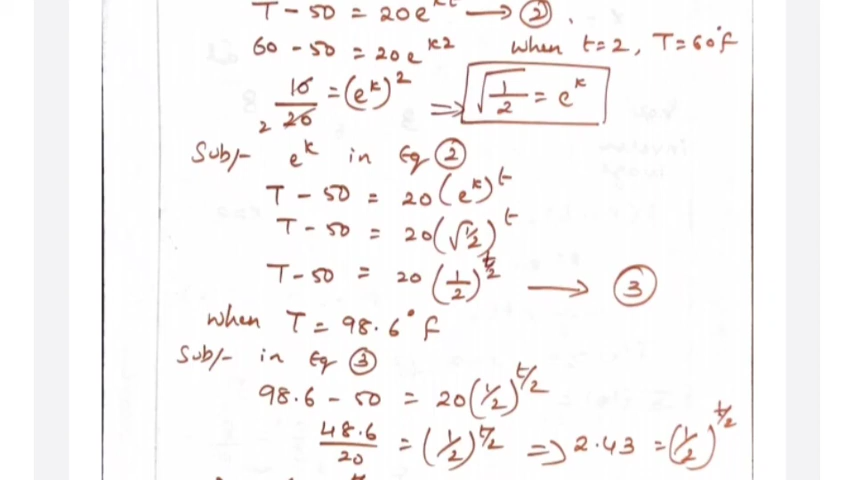 T - 50 = 20e^kt → ②.
60 - 50 = 20e^k2 when t=2, T=60°f
10/20 = (e^k)^2 ⇒ √1/2 = e^k
2
Sub/- e^k in Eq ②
T - 50 = 20(e^k)^t
T - 50 = 20(√1/2)^t
T - 50 = 20(1/2)^t/2 → ③
when T = 98.6°f
Sub/- in Eq ③
98.6 - 50 = 20(1/2)^t/2
48.6/20 = (1/2)^t/2 ⇒ 2.43 = (1/2)^t/2